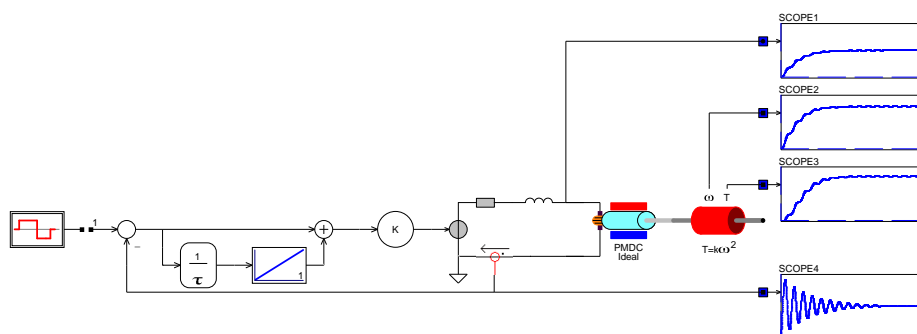 SCOPE1
SCOPE2
SCOPE3
ω T
1
−
1
τ
1
+
K
PMDC
Ideal
T=kω²
SCOPE4